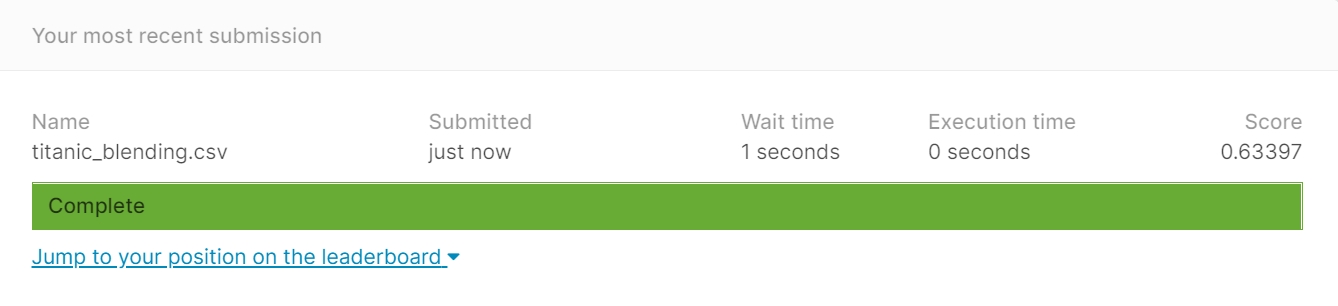 Your most recent submission
Name Submitted Wait time Execution time Score
titanic_blending.csv just now 1 seconds 0 seconds 0.63397
Complete
Jump to your position on the leaderboard